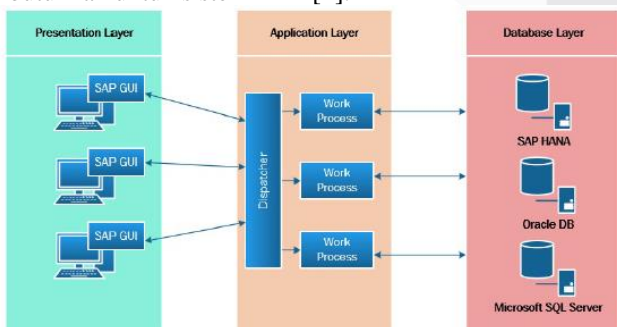 Presentation Layer
Application Layer
Database Layer
SAP GUI
SAP GUI
SAP GUI
Dispatcher
Work
Process
Work
Process
Work
Process
SAP HANA
Oracle DB
Microsoft SQL Server